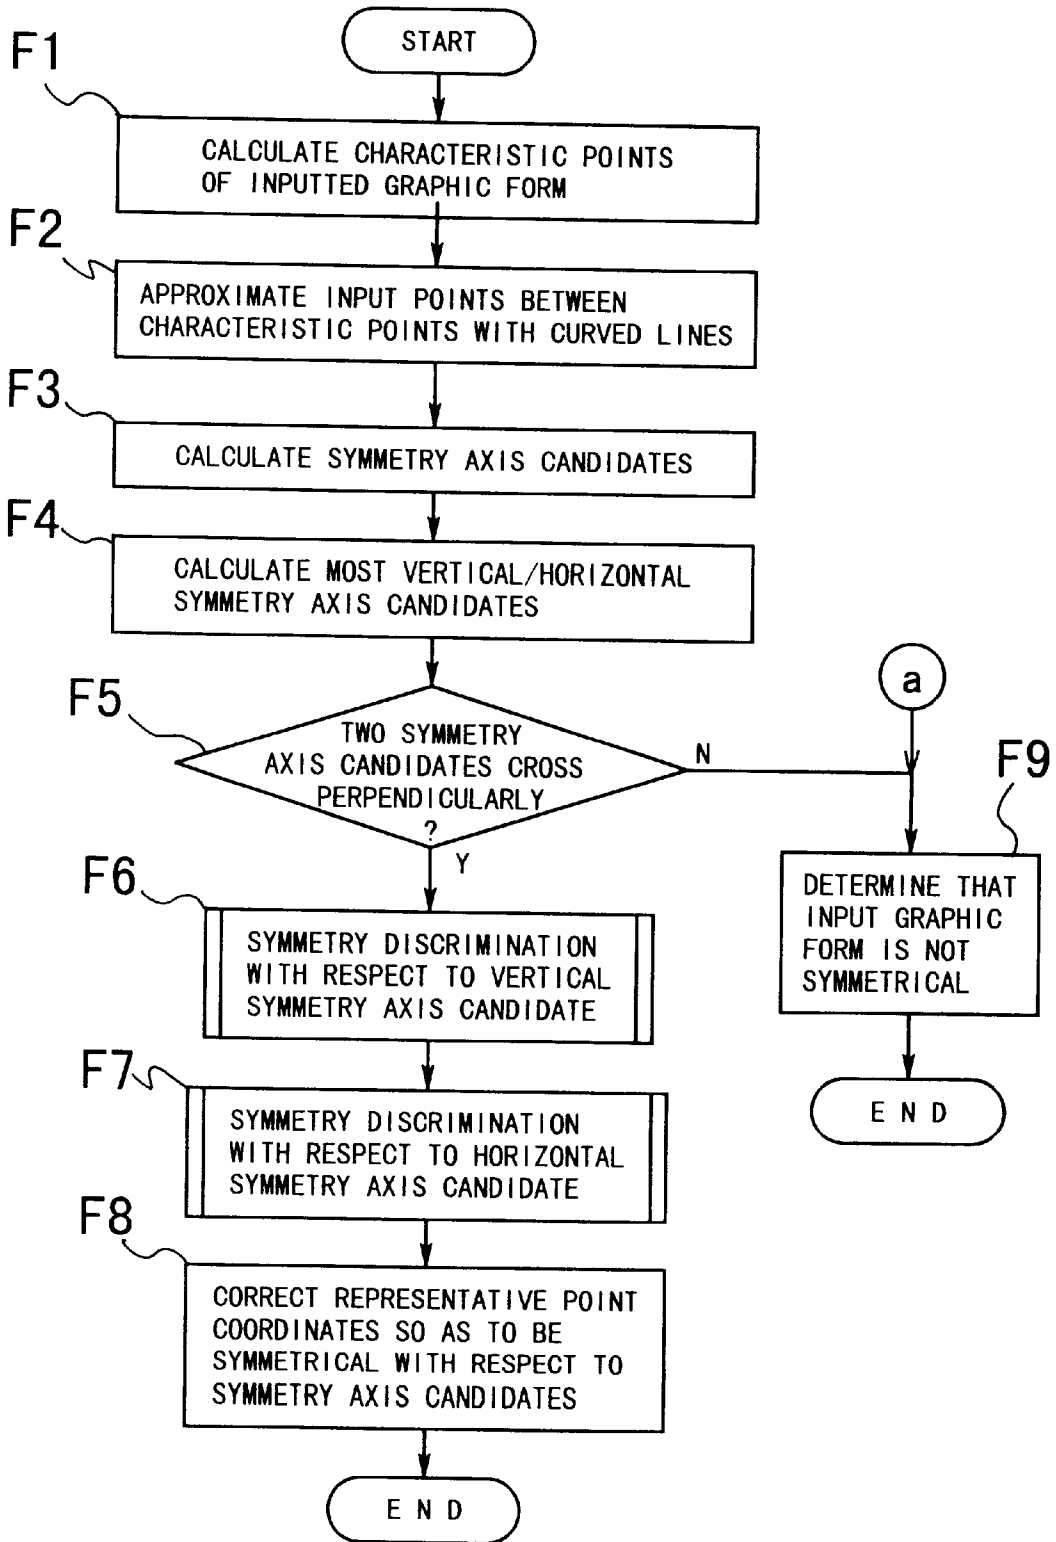 START
F1
CALCULATE CHARACTERISTIC POINTS
OF INPUTTED GRAPHIC FORM
F2
APPROXIMATE INPUT POINTS BETWEEN
CHARACTERISTIC POINTS WITH CURVED LINES
F3
CALCULATE SYMMETRY AXIS CANDIDATES
F4
CALCULATE MOST VERTICAL/HORIZONTAL
SYMMETRY AXIS CANDIDATES
F5
TWO SYMMETRY
AXIS CANDIDATES CROSS
PERPENDICULARLY
?
N
Y
a
F9
DETERMINE THAT
INPUT GRAPHIC
FORM IS NOT
SYMMETRICAL
END
F6
SYMMETRY DISCRIMINATION
WITH RESPECT TO VERTICAL
SYMMETRY AXIS CANDIDATE
F7
SYMMETRY DISCRIMINATION
WITH RESPECT TO HORIZONTAL
SYMMETRY AXIS CANDIDATE
F8
CORRECT REPRESENTATIVE POINT
COORDINATES SO AS TO BE
SYMMETRICAL WITH RESPECT TO
SYMMETRY AXIS CANDIDATES
END